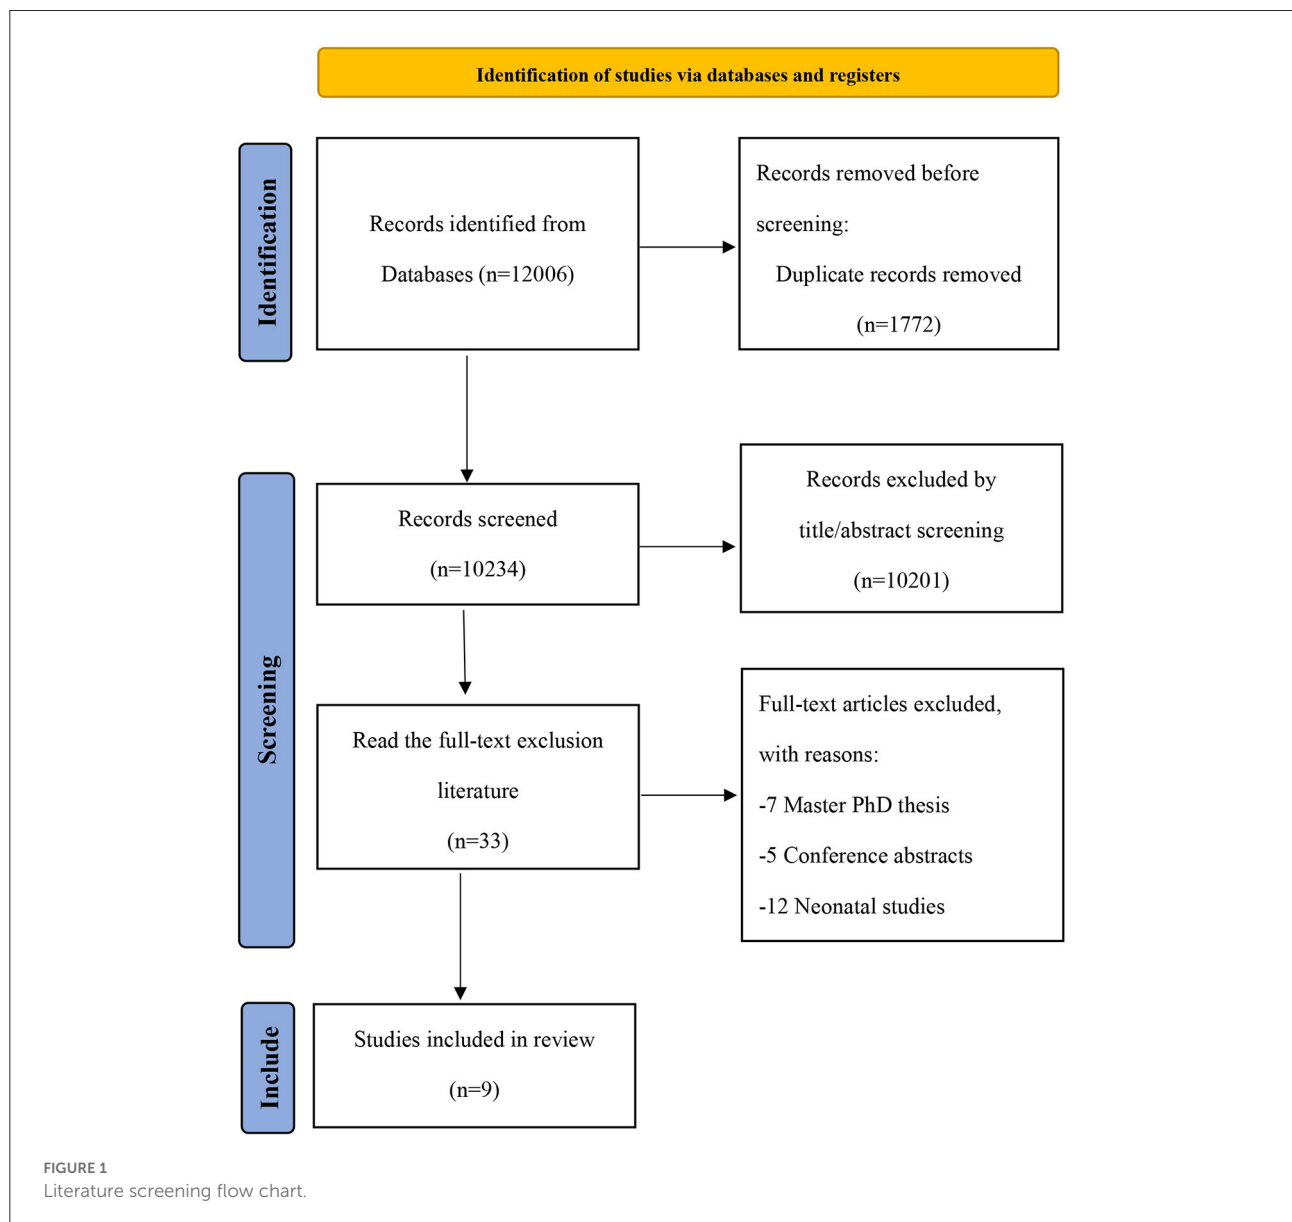 Identification of studies via databases and registers
Identification
Records identified from
Databases (n=12006)
Records removed before
screening:
Duplicate records removed
(n=1772)
Screening
Records screened
(n=10234)
Records excluded by
title/abstract screening
(n=10201)
Read the full-text exclusion
literature
(n=33)
Full-text articles excluded,
with reasons:
-7 Master PhD thesis
-5 Conference abstracts
-12 Neonatal studies
Include
Studies included in review
(n=9)
FIGURE 1
Literature screening flow chart.